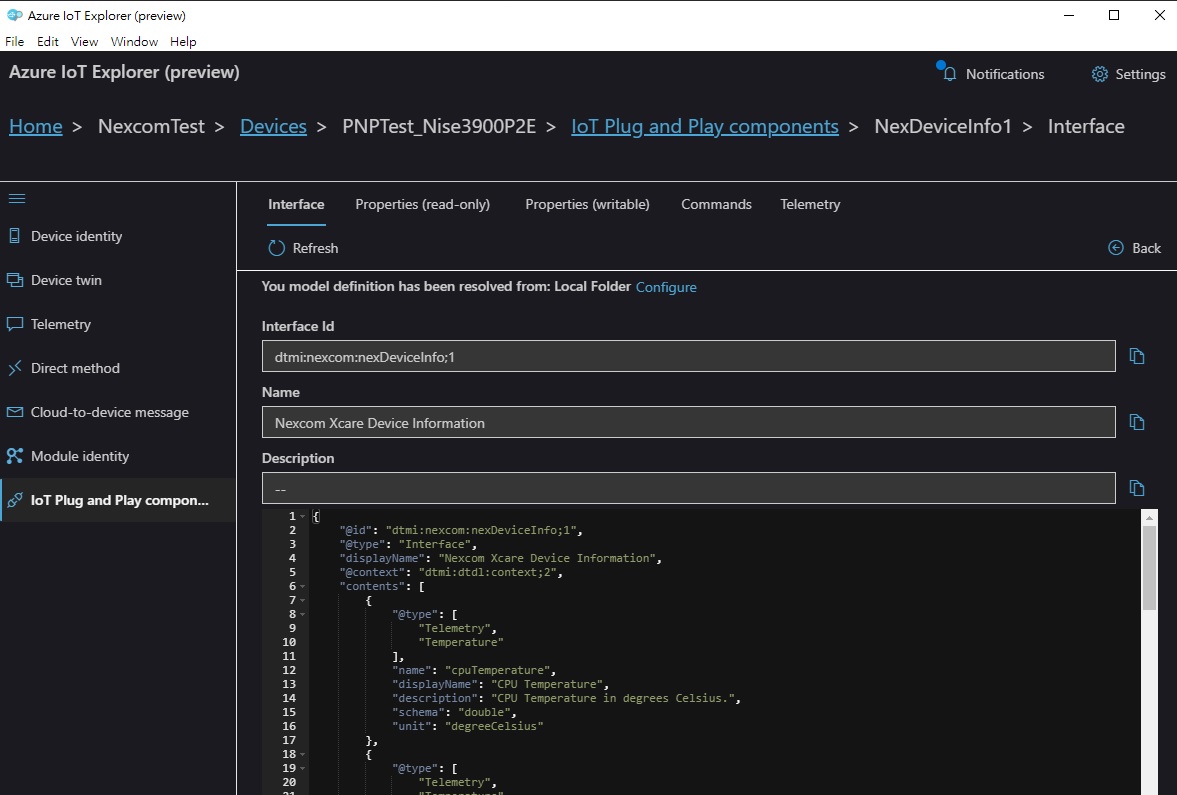 Azure IoT Explorer (preview)
File Edit View Window Help
Azure IoT Explorer (preview)
Notifications Settings
Home > NexcomTest > Devices > PNPTest_Nise3900P2E > IoT Plug and Play components > NexDeviceInfo1 > Interface
Device identity
Device twin
Telemetry
Direct method
Cloud-to-device message
Module identity
IoT Plug and Play compon...
Interface Properties (read-only) Properties (writable) Commands Telemetry
Refresh Back
You model definition has been resolved from: Local Folder Configure
Interface Id
dtmi:nexcom:nexDeviceInfo;1
Name
Nexcom Xcare Device Information
Description
--
1 {
2 "@id": "dtmi:nexcom:nexDeviceInfo;1",
3 "@type": "Interface",
4 "displayName": "Nexcom Xcare Device Information",
5 "@context": "dtmi:dtdl:context;2",
6 "contents": [
7 {
8 "@type": [
9 "Telemetry",
10 "Temperature"
11 ],
12 "name": "cpuTemperature",
13 "displayName": "CPU Temperature",
14 "description": "CPU Temperature in degrees Celsius.",
15 "schema": "double",
16 "unit": "degreeCelsius"
17 },
18 {
19 "@type": [
20 "Telemetry",
21 "Temperature"